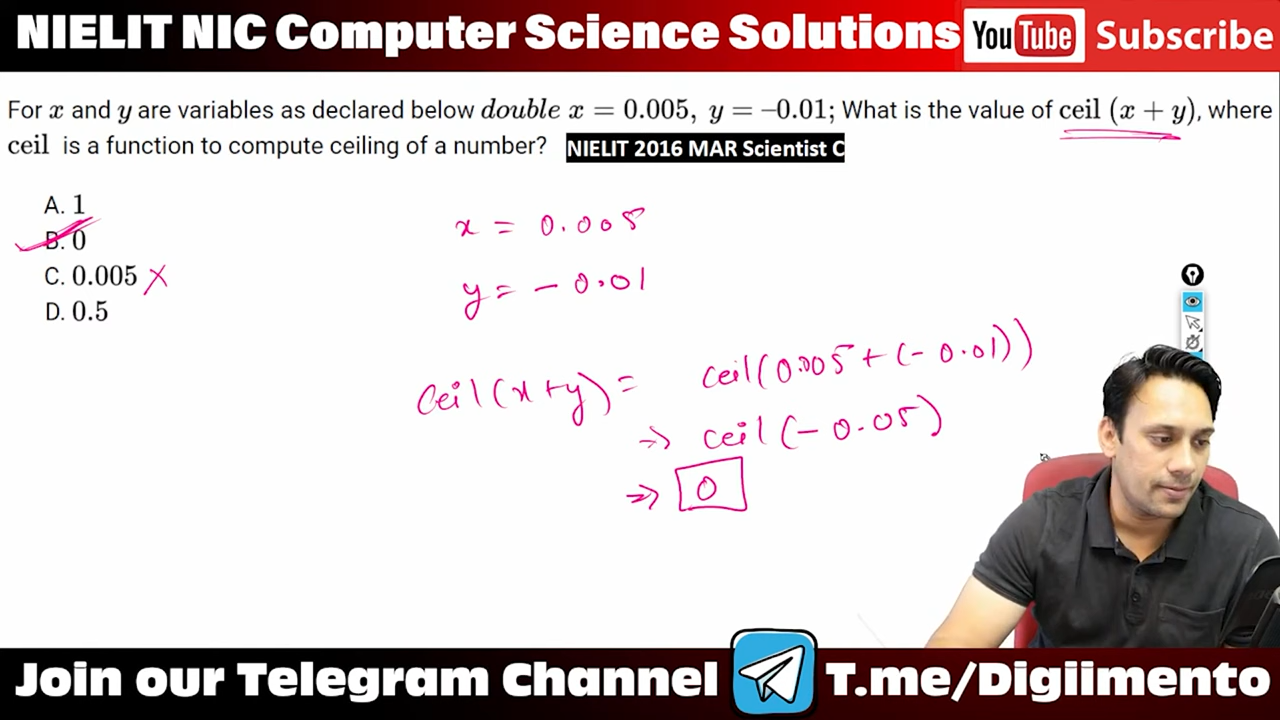 NIELIT NIC Computer Science Solutions YouTube Subscribe
For x and y are variables as declared below double x = 0.005, y = –0.01; What is the value of ceil (x + y), where
ceil is a function to compute ceiling of a number? NIELIT 2016 MAR Scientist C
A. 1
B. 0
C. 0.005 X
D. 0.5
x = 0.005
y = - 0.01
ceil(x+y) = ceil(0.005 + (- 0.01))
⇒ ceil(- 0.05)
⇒ 0
Join our Telegram Channel T.me/Digiimento